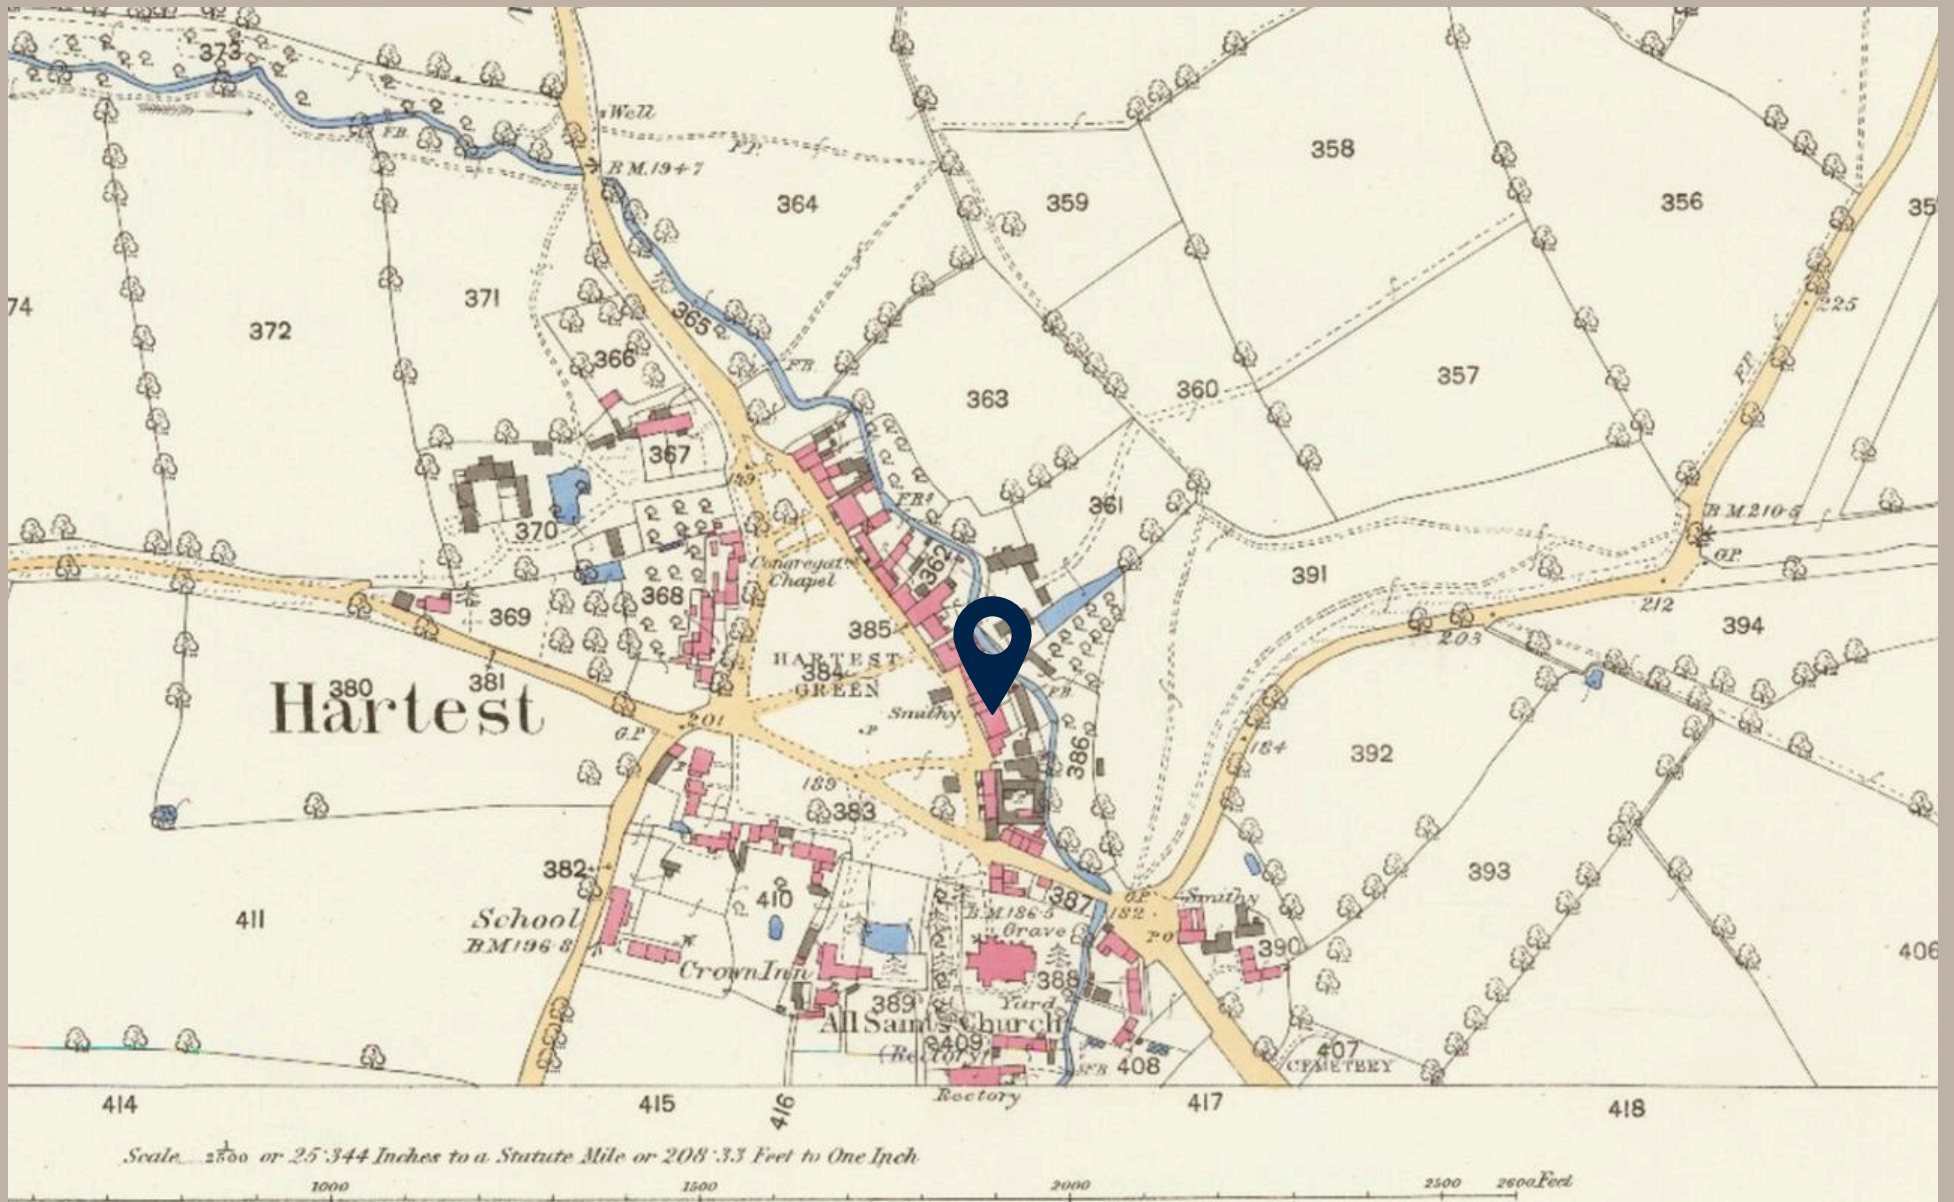 373
Well
F.B.
F.P.
B.M.194·7
358
364
359
356
35
74
371
372
365
225
366
F.B.
F.P.
357
360
363
367
189
F.B.s
361
B.M.210·5
370
G.P.
Congregatl.
Chapel
362
391
368
369
212
385
394
203
HARTEST
384
GREEN
380
381
Hartest
F.B.
Smithy
201
G.P.
P
184
392
386
189
383
382
393
410
387
G.P.
Smithy
411
School
B.M.186·5
182
B.M.196·8
Grave
P.O.
390
406
Crown Inn
388
389
Yard
All Saints Church
409
(Rectory)
407
408
F.B.
CEMETERY
414
415
416
Rectory
417
418
Scale 1/2500 or 25·344 Inches to a Statute Mile or 208·33 Feet to One Inch
1000
1500
2000
2500
2600 Feet